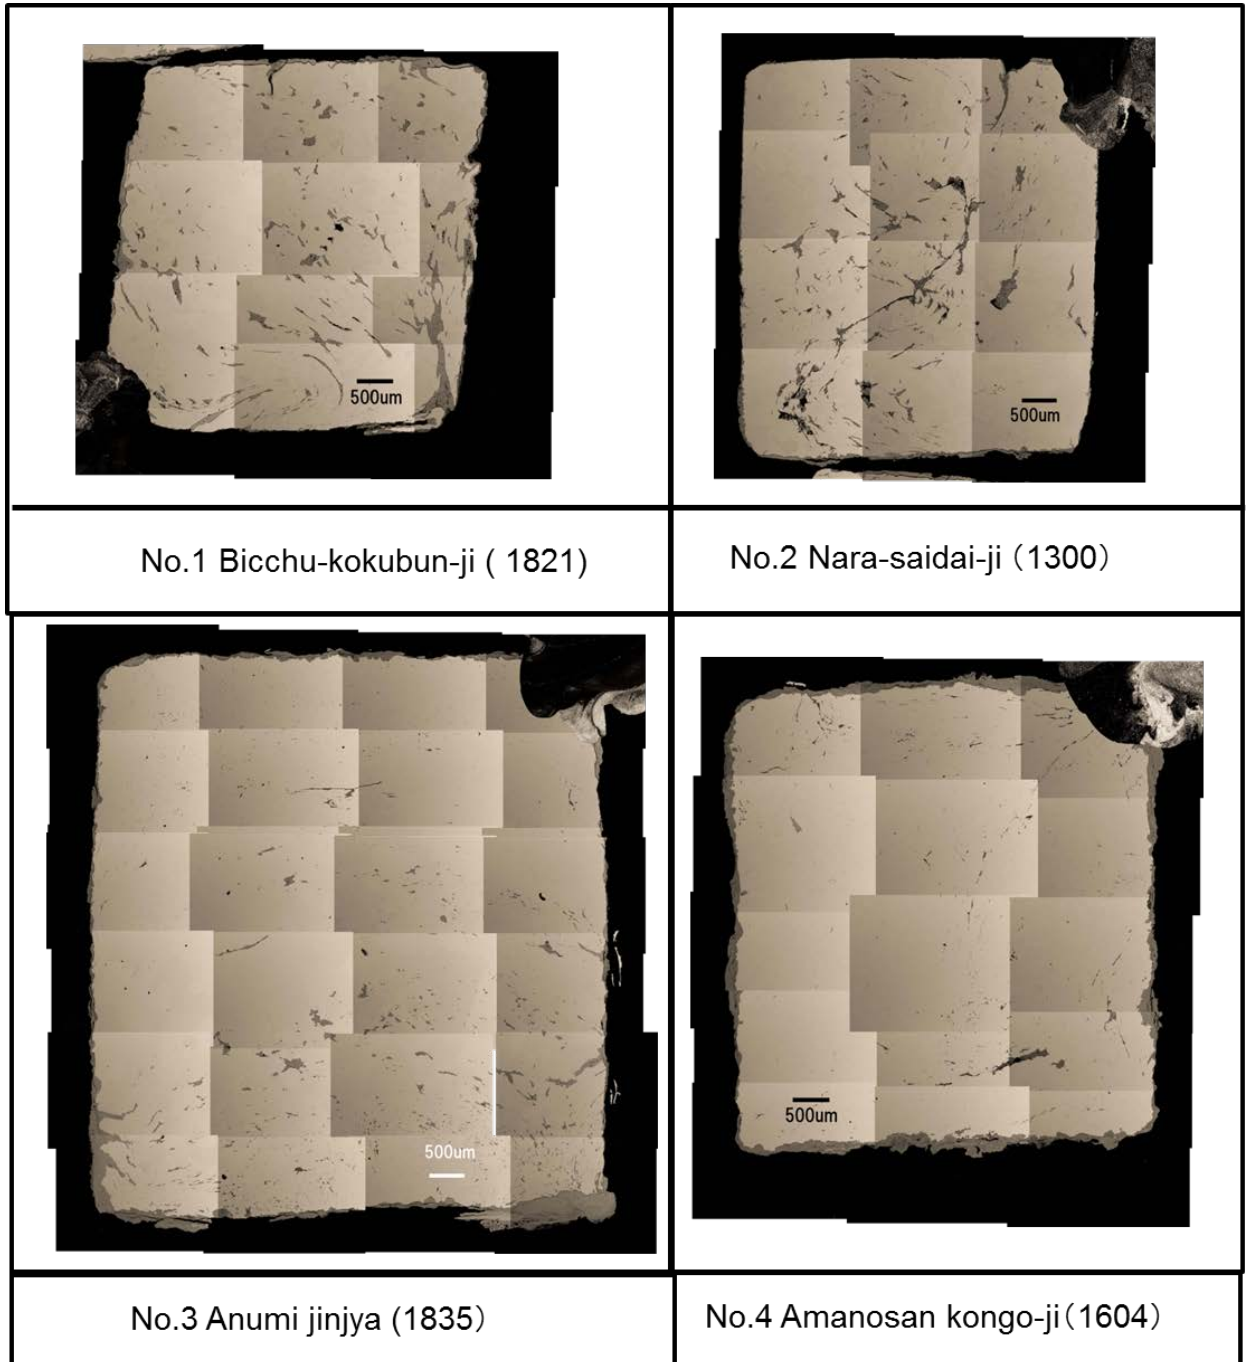 500um
500um
No.1 Bicchu-kokubun-ji ( 1821)
No.2 Nara-saidai-ji（1300）
500um
500um
No.3 Anumi jinjya (1835）
No.4 Amanosan kongo-ji（1604）